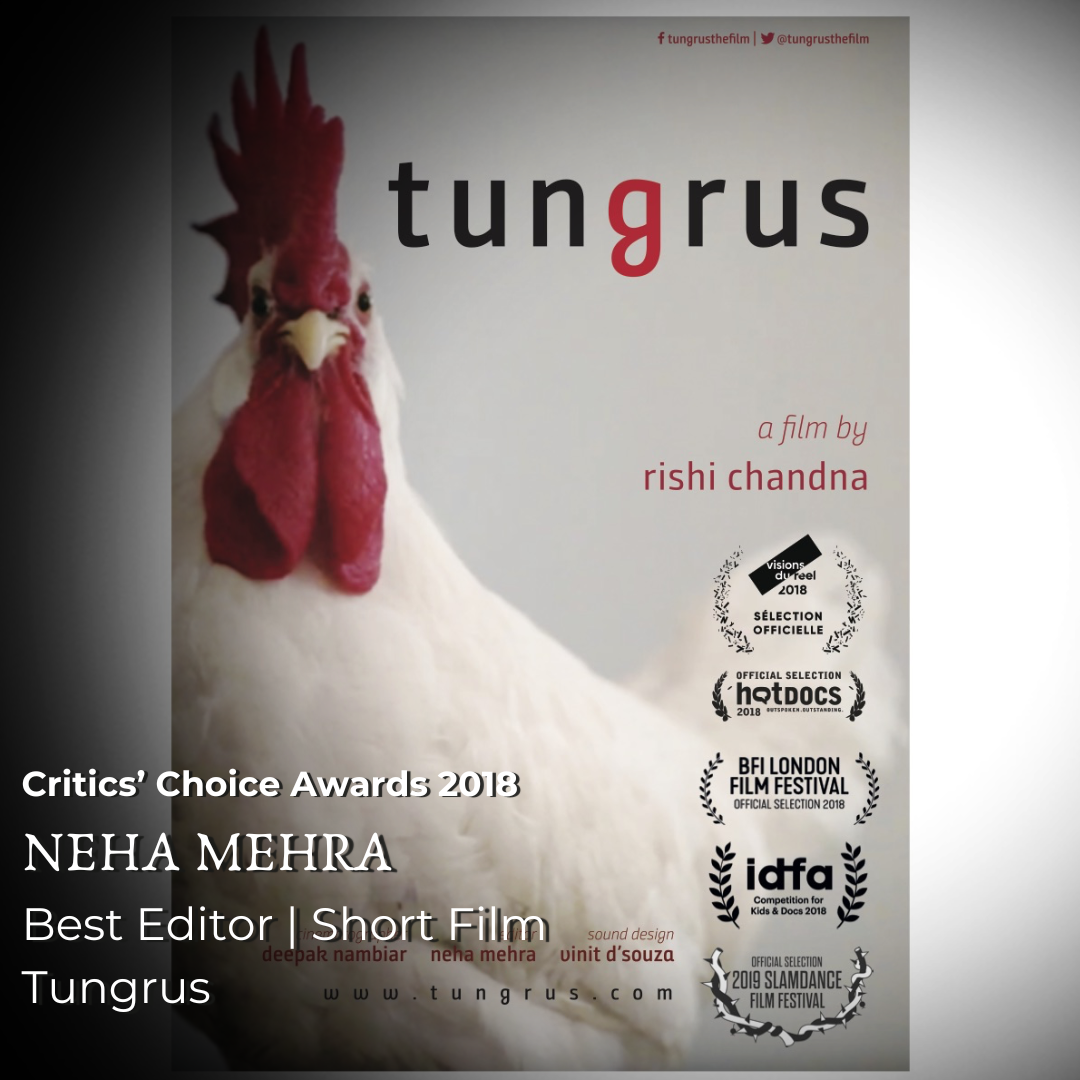 tungrusthefilm | @tungrusthefilm
tungrus
a film by
rishi chandna
visions
du réel
2018
SÉLECTION
OFFICIELLE
OFFICIAL SELECTION
hotDOCS
2018 OUTSPOKEN. OUTSTANDING.
BFI LONDON
FILM FESTIVAL
OFFICIAL SELECTION 2018
idfa
Competition for
Kids & Docs 2018
OFFICIAL SELECTION
2019 SLAMDANCE
FILM FESTIVAL
Critics’ Choice Awards 2018
NEHA MEHRA
Best Editor | Short Film
Tungrus
sound design
deepak nambiar neha mehra vinit d'souza
www.tungrus.com